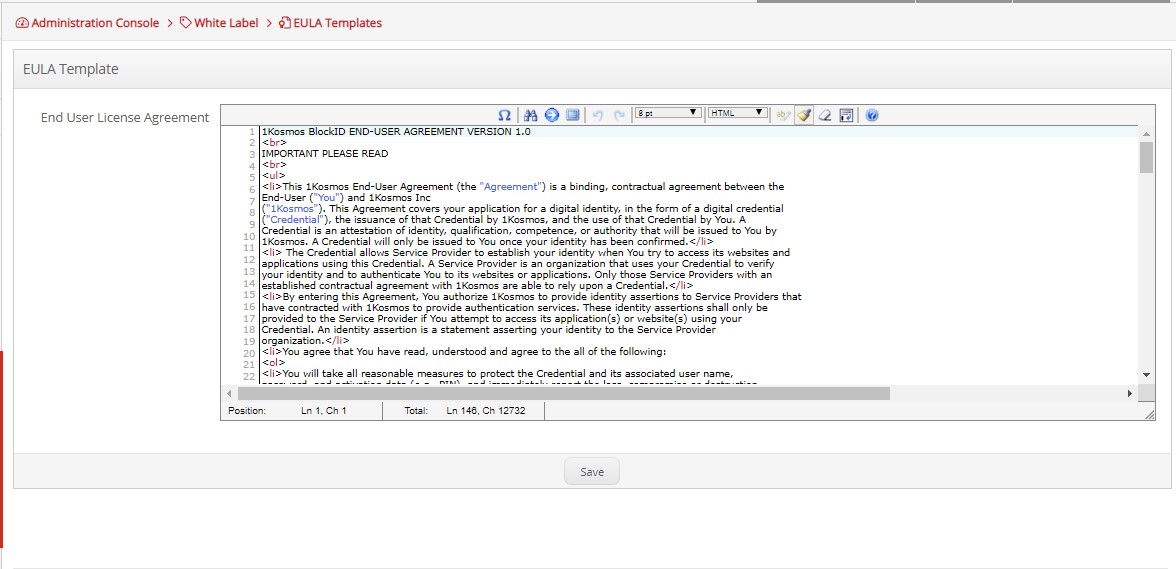 Administration Console > White Label > EULA Templates
EULA Template
End User License Agreement
8 pt HTML
1 1Kosmos BlockID END-USER AGREEMENT VERSION 1.0
2 <br>
3 IMPORTANT PLEASE READ
4 <br>
5 <ul>
6 <li>This 1Kosmos End-User Agreement (the "Agreement") is a binding, contractual agreement between the
7 End-User ("You") and 1Kosmos Inc
8 ("1Kosmos"). This Agreement covers your application for a digital identity, in the form of a digital credential
9 ("Credential"), the issuance of that Credential by 1Kosmos, and the use of that Credential by You. A
10 Credential is an attestation of identity, qualification, competence, or authority that will be issued to You by
11 1Kosmos. A Credential will only be issued to You once your identity has been confirmed.</li>
12 <li> The Credential allows Service Provider to establish your identity when You try to access its websites and
13 applications using this Credential. A Service Provider is an organization that uses your Credential to verify
14 your identity and to authenticate You to its websites or applications. Only those Service Providers with an
15 established contractual agreement with 1Kosmos are able to rely upon a Credential.</li>
16 <li>By entering this Agreement, You authorize 1Kosmos to provide identity assertions to Service Providers that
17 have contracted with 1Kosmos to provide authentication services. These identity assertions shall only be
18 provided to the Service Provider if You attempt to access its application(s) or website(s) using your
19 Credential. An identity assertion is a statement asserting your identity to the Service Provider
20 organization.</li>
21 <li>You agree that You have read, understood and agree to the all of the following:
22 <ol>
<li>You will take all reasonable measures to protect the Credential and its associated user name,
Position: Ln 1, Ch 1 Total: Ln 146, Ch 12732
Save